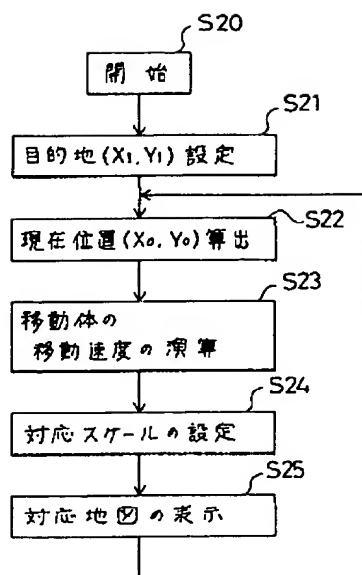 S20
開始
S21
目的地(X1,Y1)設定
S22
現在位置(X0,Y0)算出
S23
移動体の
移動速度の演算
S24
対応スケールの設定
S25
対応地図の表示